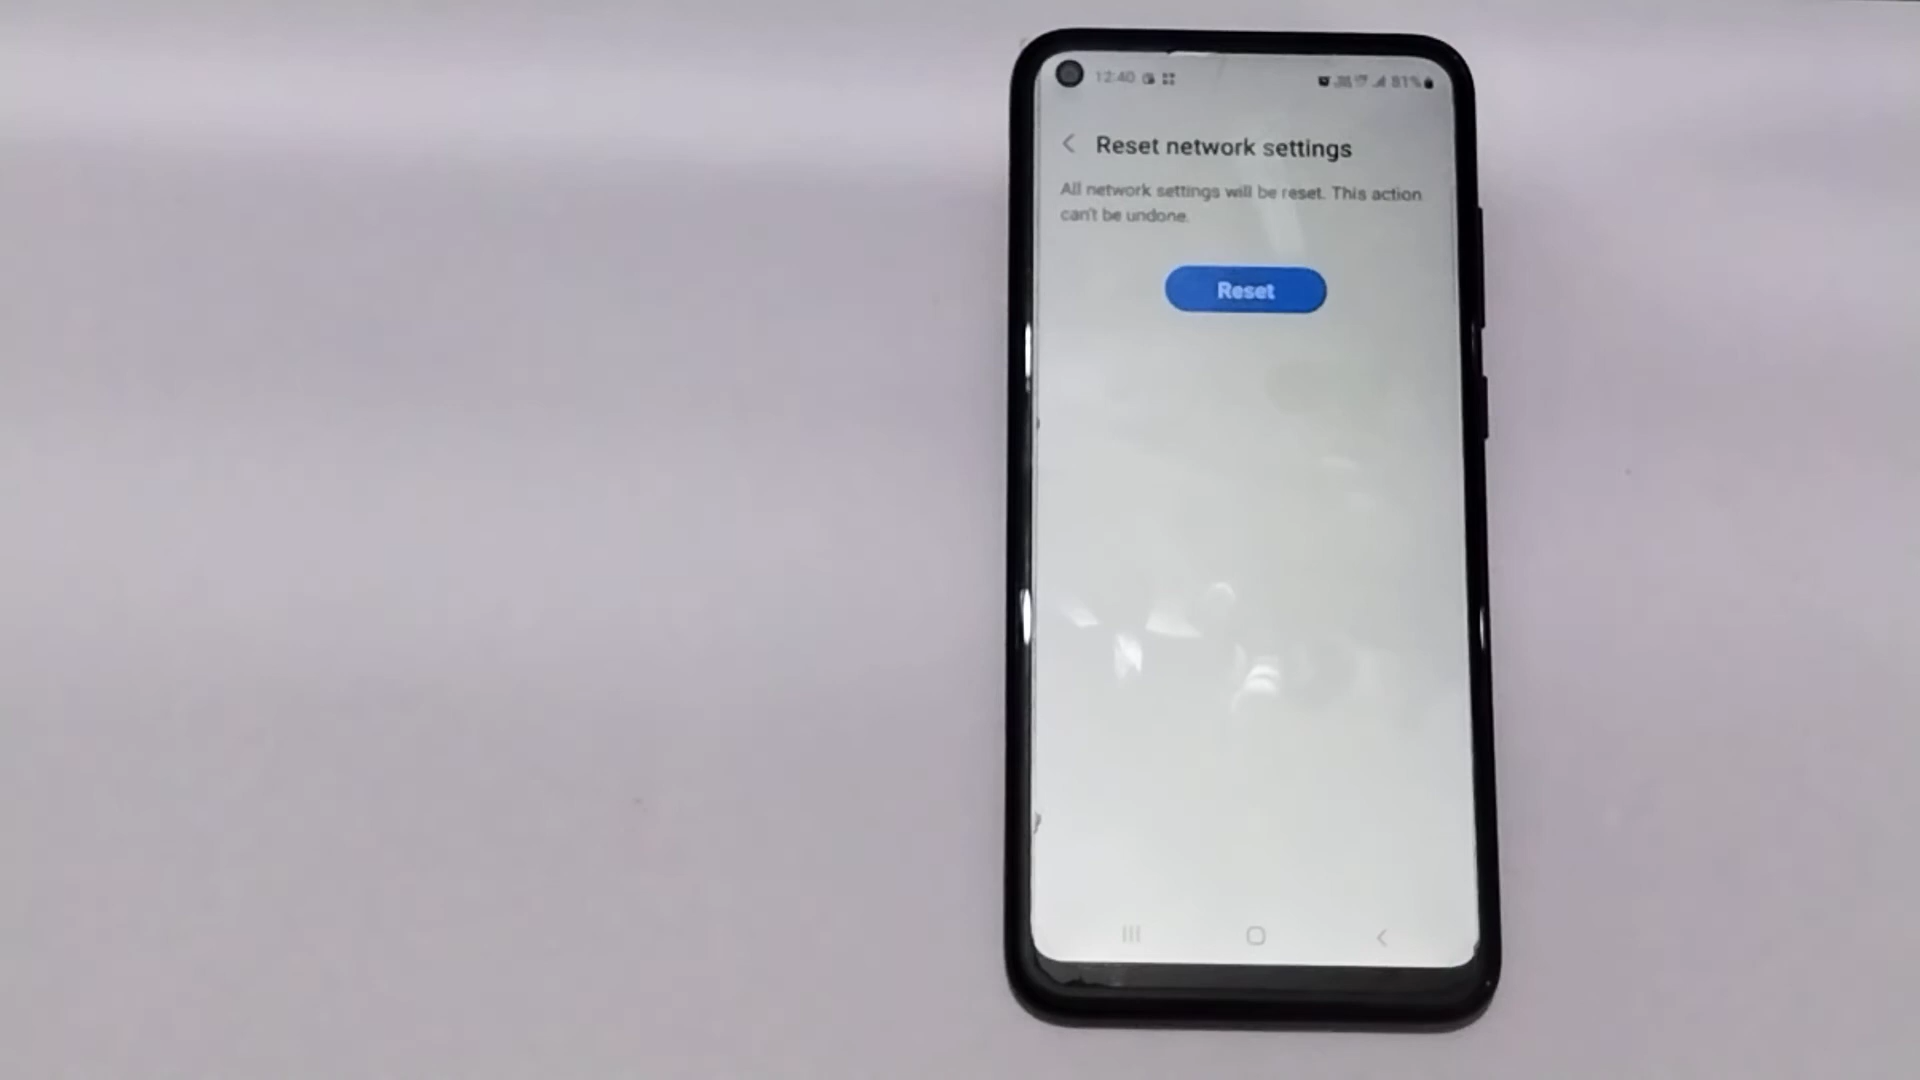 12:40
81%
Reset network settings
All network settings will be reset. This action
can't be undone.
Reset